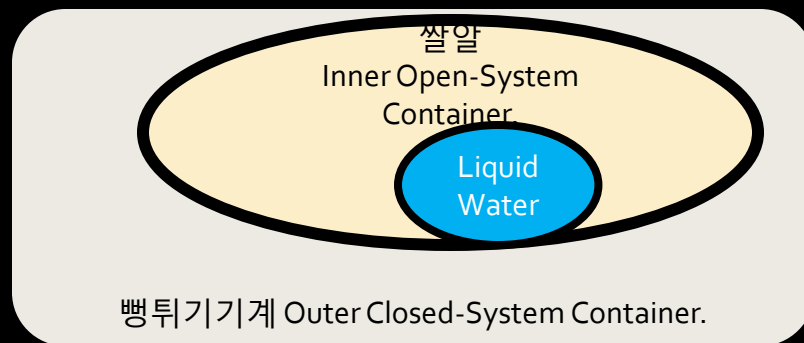 쌀알
Inner Open-System
Container.
Liquid
Water
뻥튀기기계 Outer Closed-System Container.